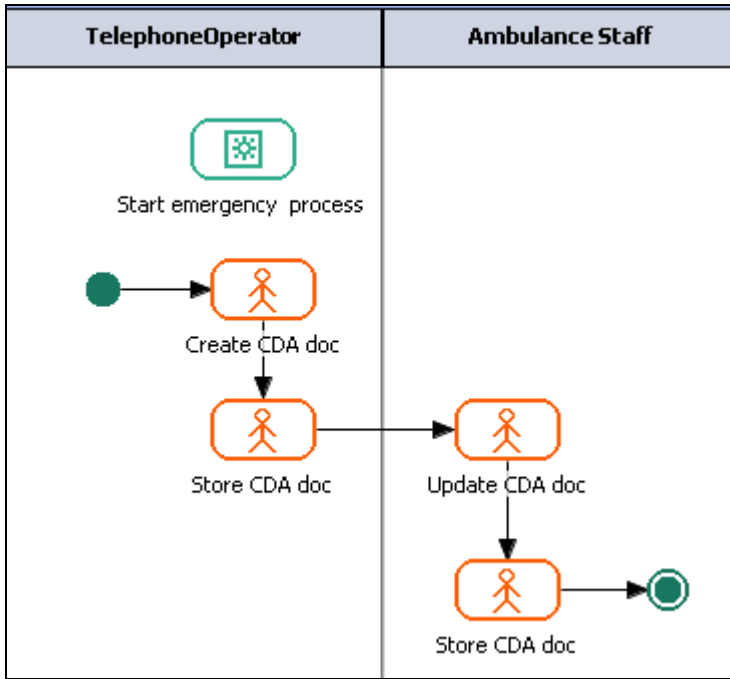 TelephoneOperator
Ambulance Staff
Start emergency process
Create CDA doc
Store CDA doc
Update CDA doc
Store CDA doc